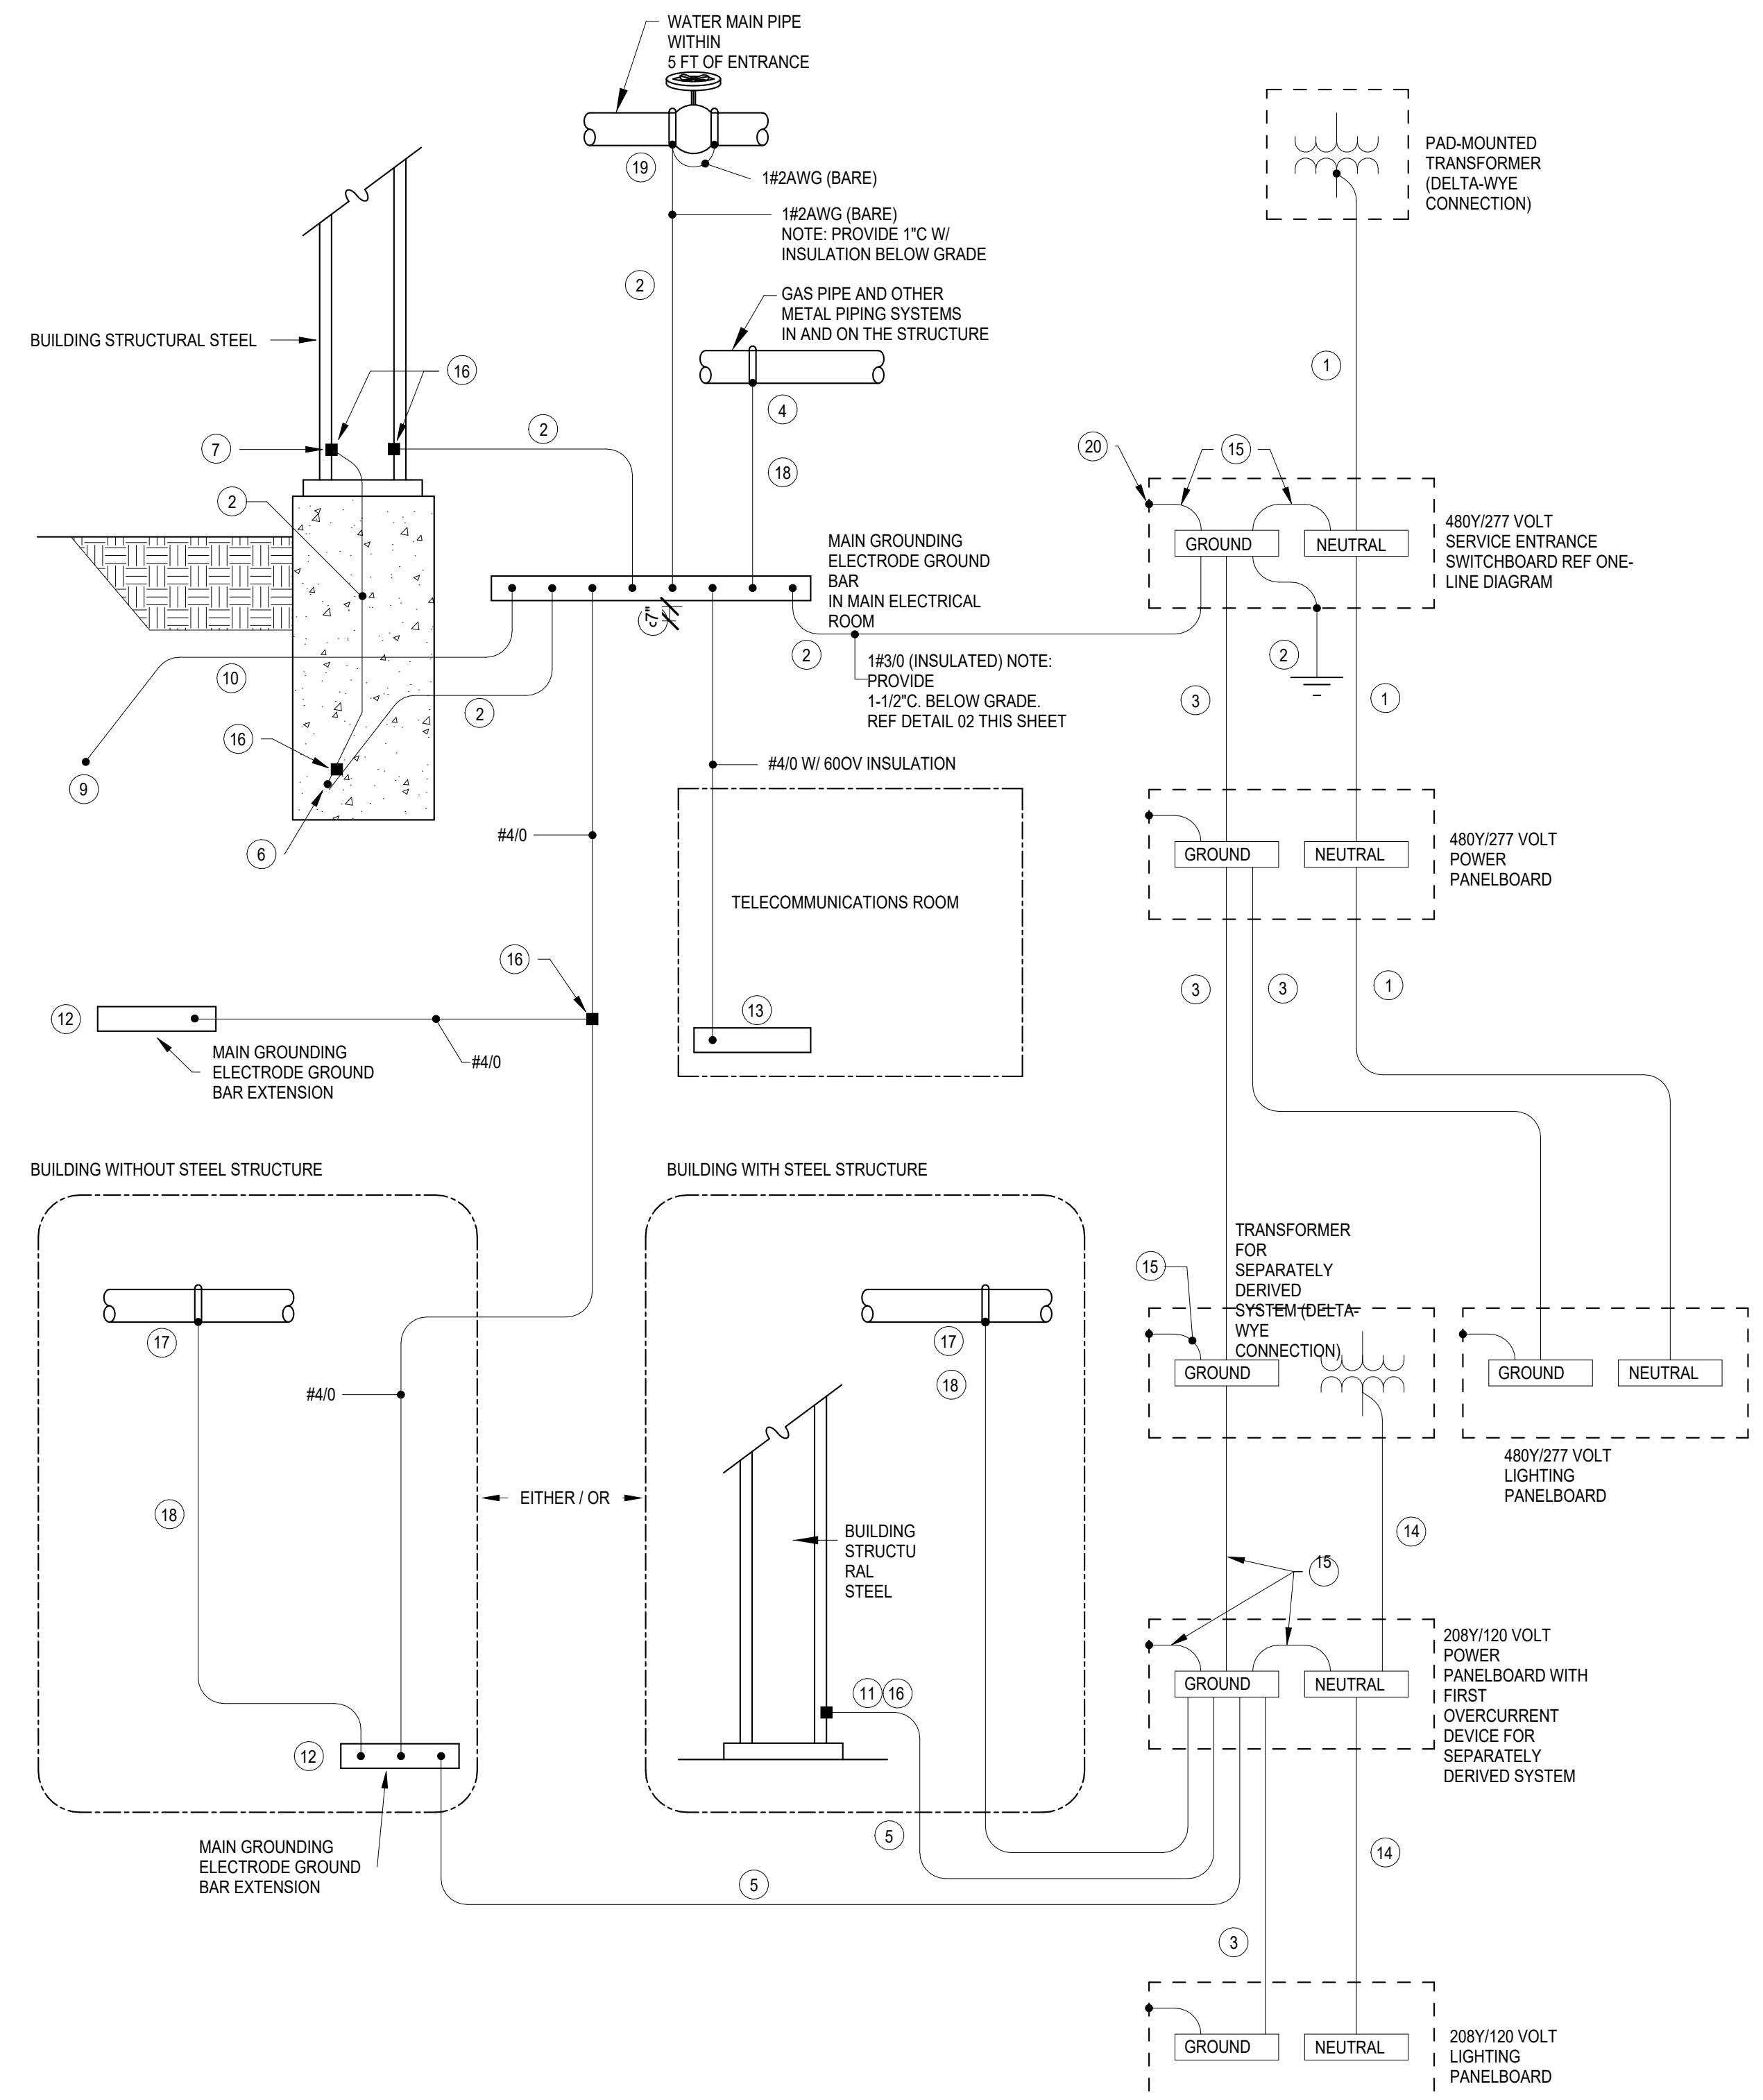 WATER MAIN PIPE
WITHIN
5 FT OF ENTRANCE
19
1#2AWG (BARE)
1#2AWG (BARE)
NOTE: PROVIDE 1"C W/
INSULATION BELOW GRADE
2
GAS PIPE AND OTHER
METAL PIPING SYSTEMS
IN AND ON THE STRUCTURE
4
18
PAD-MOUNTED
TRANSFORMER
(DELTA-WYE
CONNECTION)
1
BUILDING STRUCTURAL STEEL
16
7
2
2
10
2
16
9
6
MAIN GROUNDING
ELECTRODE GROUND
BAR
IN MAIN ELECTRICAL
ROOM
2
1#3/0 (INSULATED) NOTE:
PROVIDE
1-1/2"C. BELOW GRADE.
REF DETAIL 02 THIS SHEET
20
15
GROUND
NEUTRAL
480Y/277 VOLT
SERVICE ENTRANCE
SWITCHBOARD REF ONE-
LINE DIAGRAM
2
3
1
#4/0 W/ 60OV INSULATION
#4/0
TELECOMMUNICATIONS ROOM
13
GROUND
NEUTRAL
480Y/277 VOLT
POWER
PANELBOARD
3
3
1
16
12
#4/0
MAIN GROUNDING
ELECTRODE GROUND
BAR EXTENSION
BUILDING WITHOUT STEEL STRUCTURE
17
#4/0
18
12
MAIN GROUNDING
ELECTRODE GROUND
BAR EXTENSION
EITHER / OR
BUILDING WITH STEEL STRUCTURE
17
18
BUILDING
STRUCTU
RAL
STEEL
11
16
5
5
TRANSFORMER
FOR
SEPARATELY
DERIVED
SYSTEM (DELTA-
WYE
CONNECTION)
15
GROUND
GROUND
NEUTRAL
480Y/277 VOLT
LIGHTING
PANELBOARD
14
15
GROUND
NEUTRAL
208Y/120 VOLT
POWER
PANELBOARD WITH
FIRST
OVERCURRENT
DEVICE FOR
SEPARATELY
DERIVED SYSTEM
14
3
GROUND
NEUTRAL
208Y/120 VOLT
LIGHTING
PANELBOARD